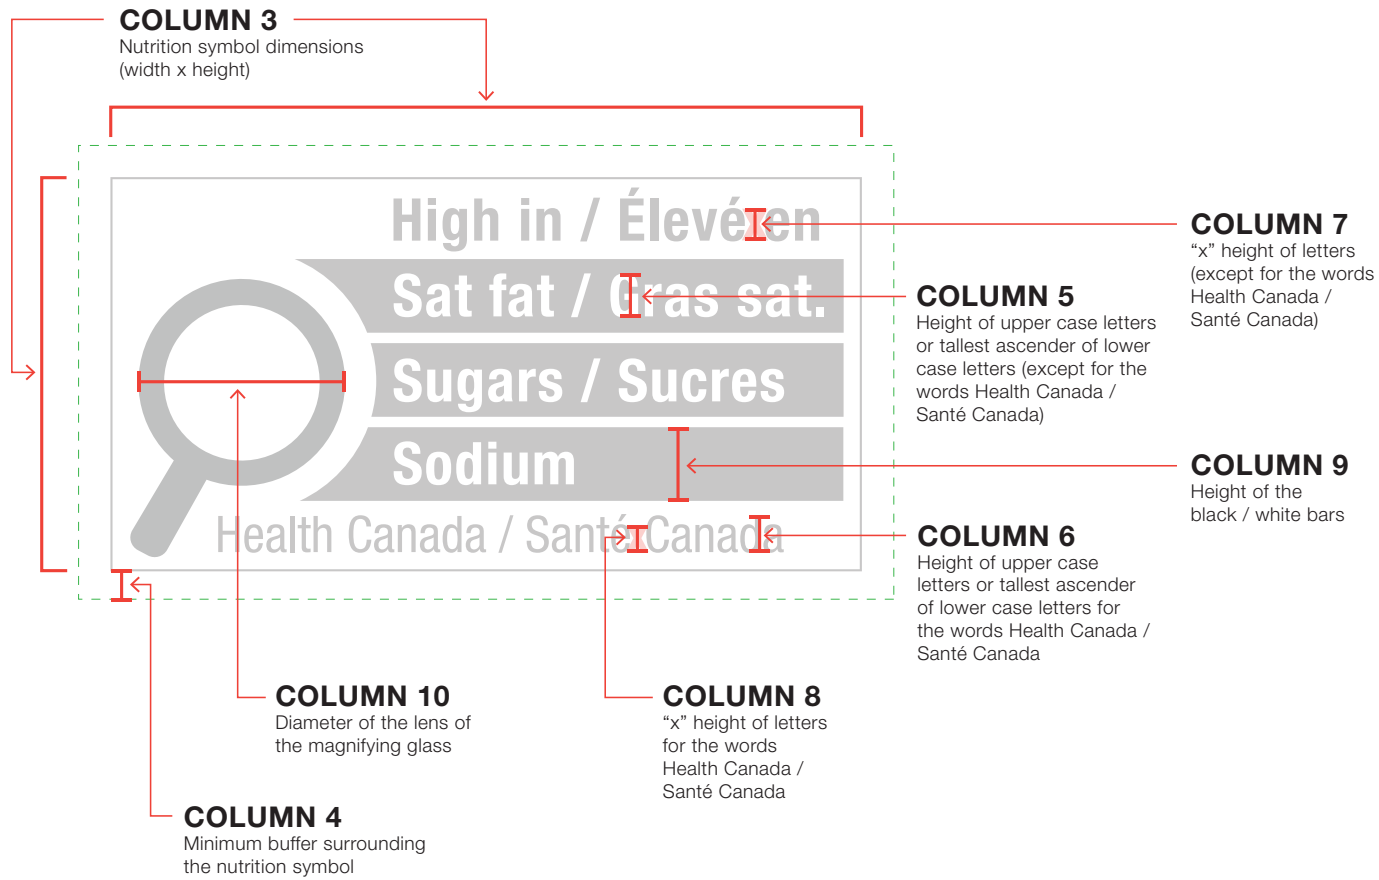 COLUMN 3
Nutrition symbol dimensions
(width x height)
High in / Élevé en
Sat fat / Gras sat.
Sugars / Sucres
Sodium
Health Canada / Santé Canada
COLUMN 7
“x” height of letters
(except for the words
Health Canada /
Santé Canada)
COLUMN 5
Height of upper case letters
or tallest ascender of lower
case letters (except for the
words Health Canada /
Santé Canada)
COLUMN 9
Height of the
black / white bars
COLUMN 6
Height of upper case
letters or tallest ascender
of lower case letters for
the words Health Canada /
Santé Canada
COLUMN 10
Diameter of the lens of
the magnifying glass
COLUMN 8
“x” height of letters
for the words
Health Canada /
Santé Canada
COLUMN 4
Minimum buffer surrounding
the nutrition symbol